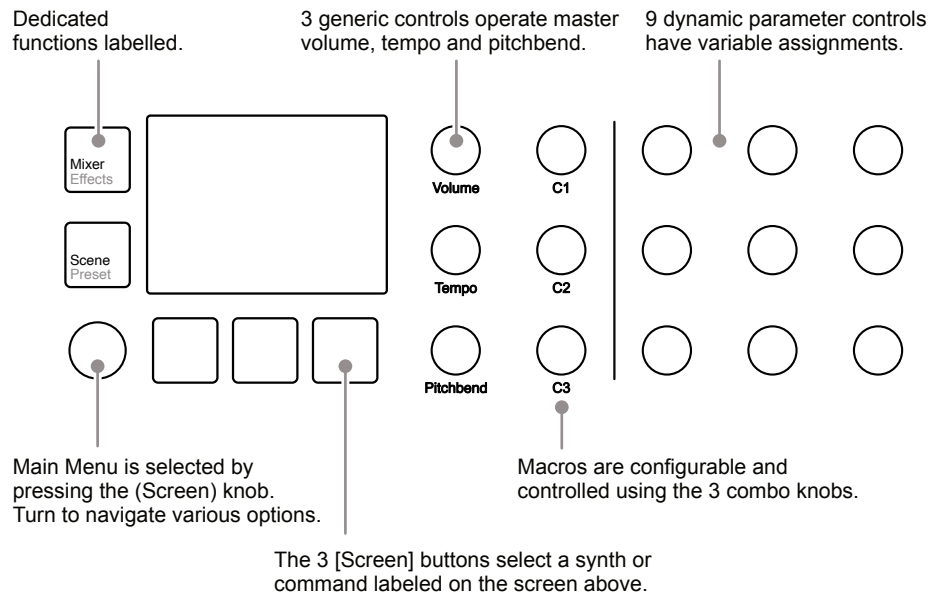 Dedicated
functions labelled.
3 generic controls operate master
volume, tempo and pitchbend.
9 dynamic parameter controls
have variable assignments.
Mixer
Effects
Volume
C1
Scene
Preset
Tempo
C2
Pitchbend
C3
Main Menu is selected by
pressing the (Screen) knob.
Turn to navigate various options.
Macros are configurable and
controlled using the 3 combo knobs.
The 3 [Screen] buttons select a synth or
command labeled on the screen above.